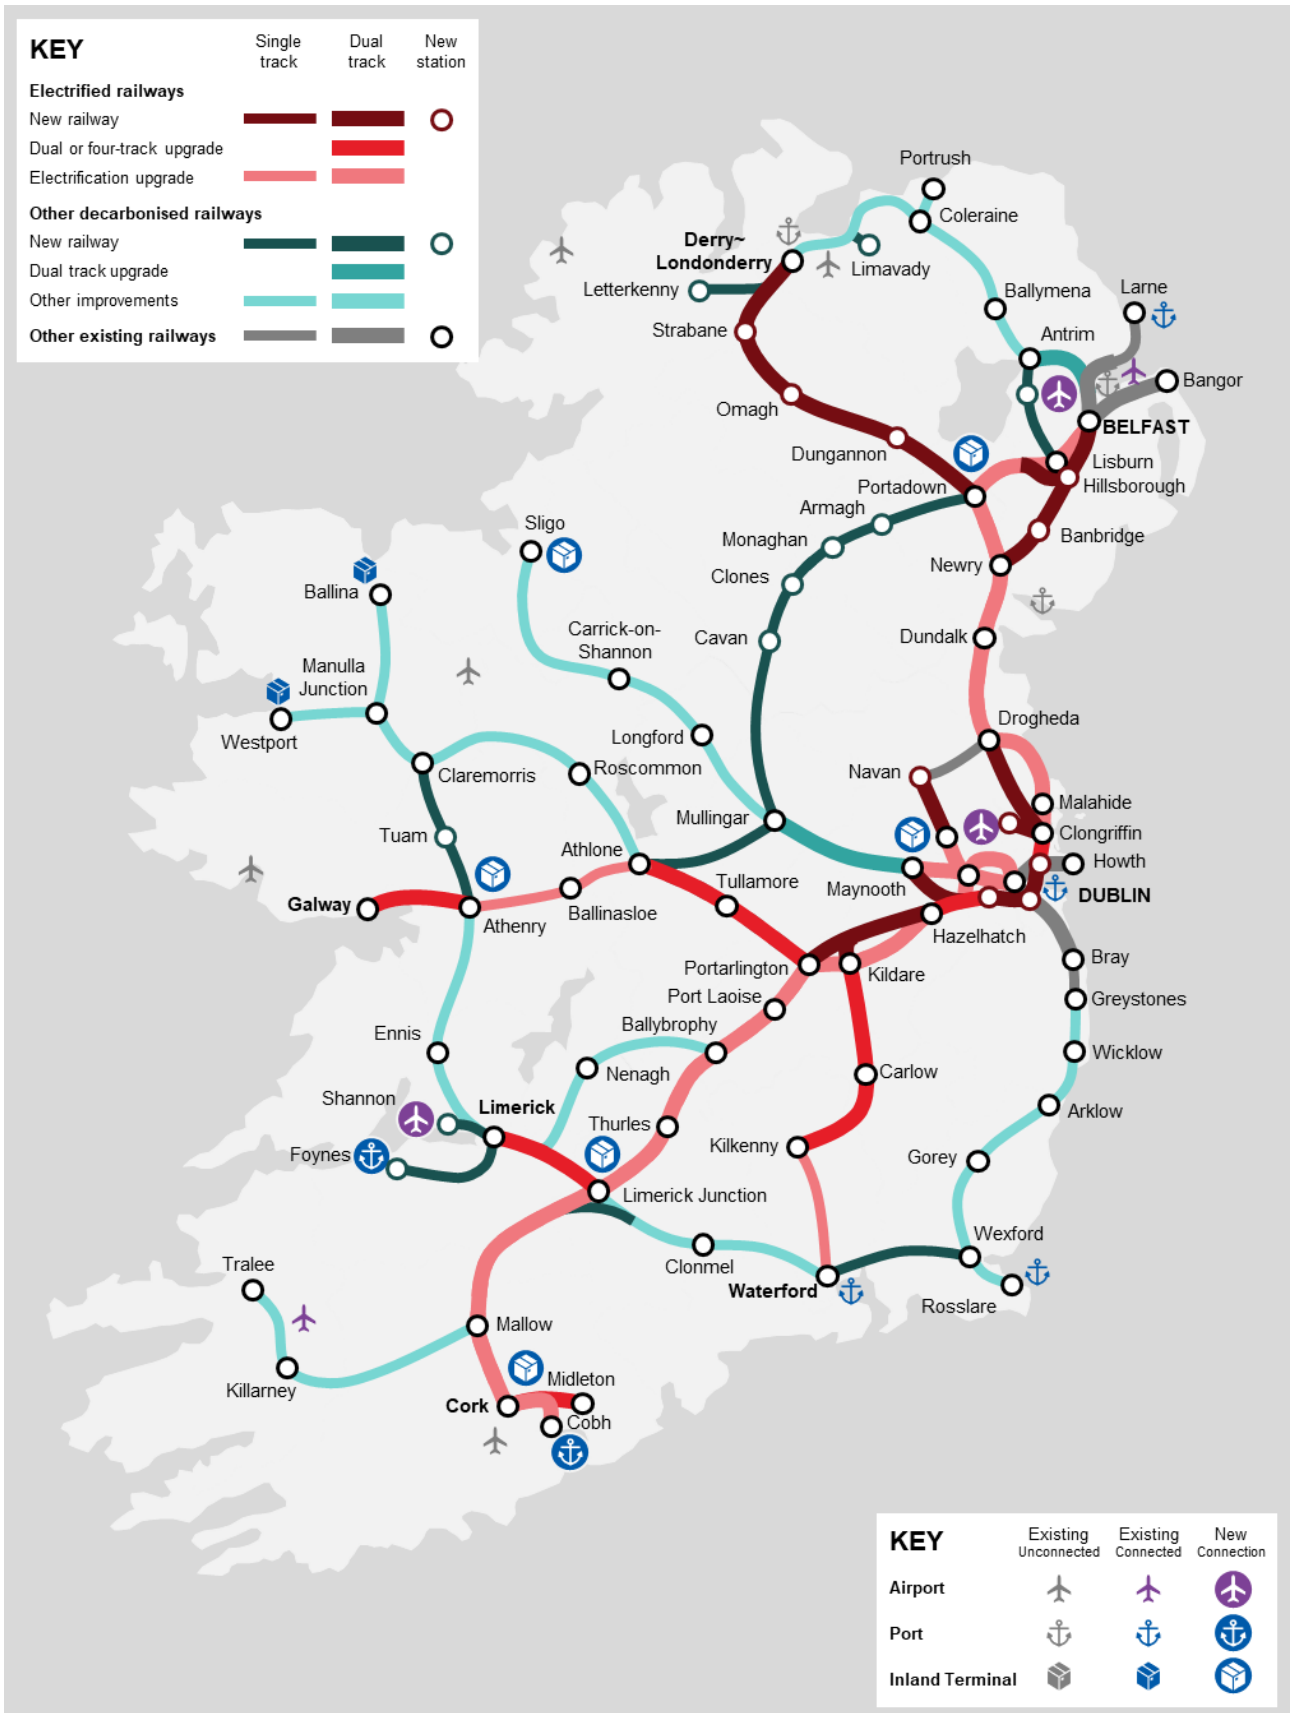 KEY
Single
track
Dual
track
New
station
Electrified railways
New railway
Dual or four-track upgrade
Electrification upgrade
Other decarbonised railways
New railway
Dual track upgrade
Other improvements
Other existing railways
Portrush
Coleraine
Derry~
Londonderry
Limavady
Letterkenny
Ballymena
Larne
Strabane
Antrim
Bangor
Omagh
BELFAST
Dungannon
Lisburn
Hillsborough
Portadown
Armagh
Banbridge
Monaghan
Sligo
Newry
Clones
Ballina
Carrick-on-
Shannon
Cavan
Dundalk
Manulla
Junction
Westport
Longford
Drogheda
Claremorris
Roscommon
Navan
Malahide
Mullingar
Clongriffin
Tuam
Athlone
Howth
Tullamore
Maynooth
DUBLIN
Galway
Ballinasloe
Athenry
Hazelhatch
Portarlington
Kildare
Bray
Port Laoise
Greystones
Ballybrophy
Ennis
Nenagh
Wicklow
Carlow
Shannon
Limerick
Arklow
Thurles
Kilkenny
Foynes
Gorey
Limerick Junction
Wexford
Tralee
Clonmel
Waterford
Rosslare
Mallow
Killarney
Midleton
Cork
Cobh
KEY
Existing
Unconnected
Existing
Connected
New
Connection
Airport
Port
Inland Terminal